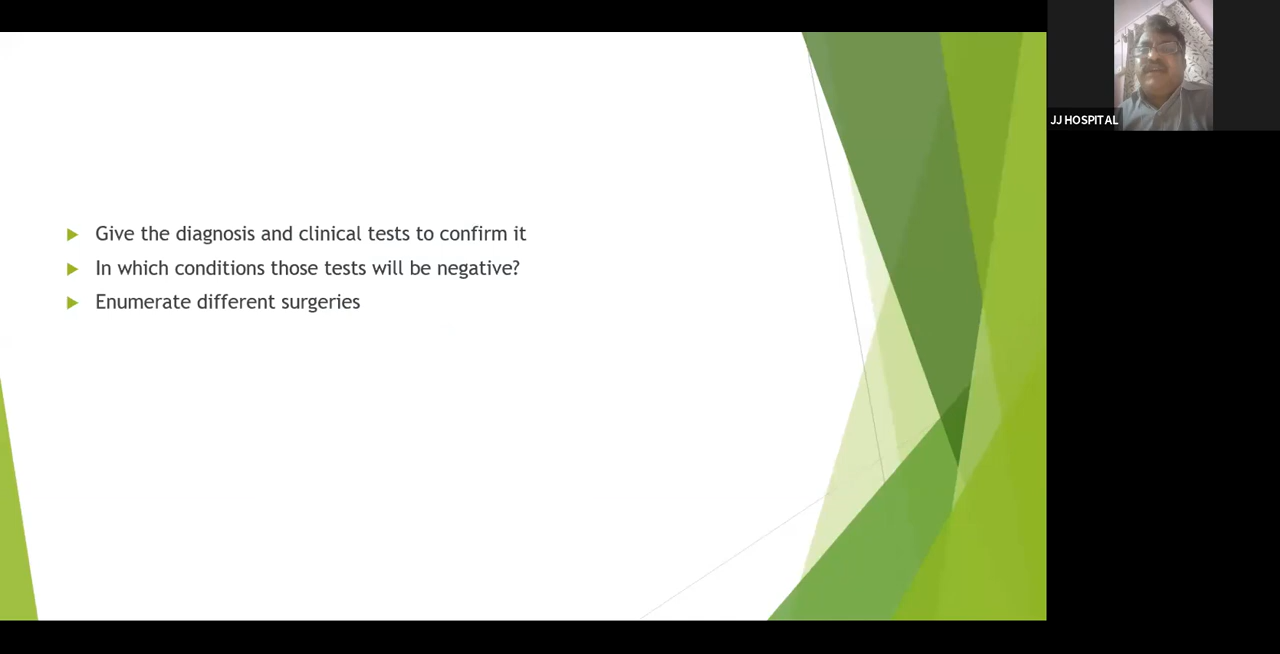 Give the diagnosis and clinical tests to confirm it
In which conditions those tests will be negative?
Enumerate different surgeries
JJ HOSPITAL